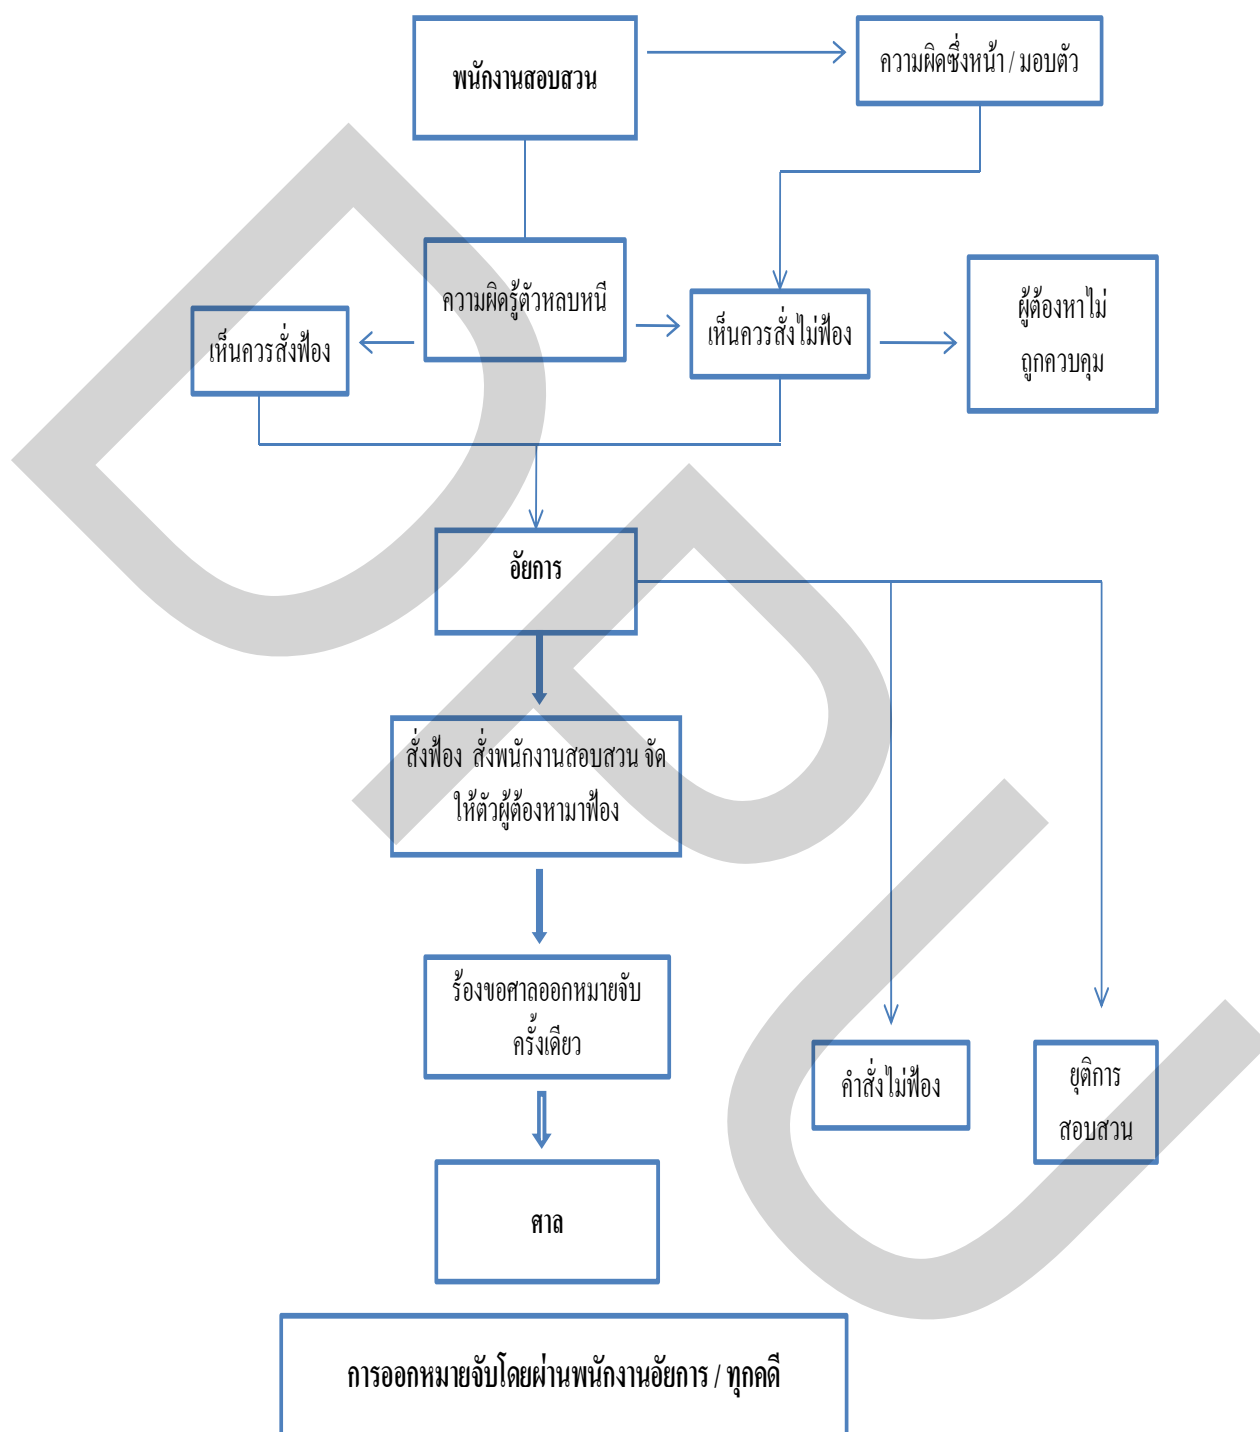 พนักงานสอบสวน
ความผิดซึ่งหน้า / มอบตัว
ความผิดรู้ตัวหลบหนี
เห็นควรสั่งฟ้อง
เห็นควรสั่งไม่ฟ้อง
ผู้ต้องหาไม่
ถูกควบคุม
อัยการ
สั่งฟ้อง สั่งพนักงานสอบสวน จัด
ให้ตัวผู้ต้องหามาฟ้อง
ร้องขอศาลออกหมายจับ
ครั้งเดียว
คำสั่งไม่ฟ้อง
ยุติการ
สอบสวน
ศาล
การออกหมายจับโดยผ่านพนักงานอัยการ / ทุกคดี
DPU